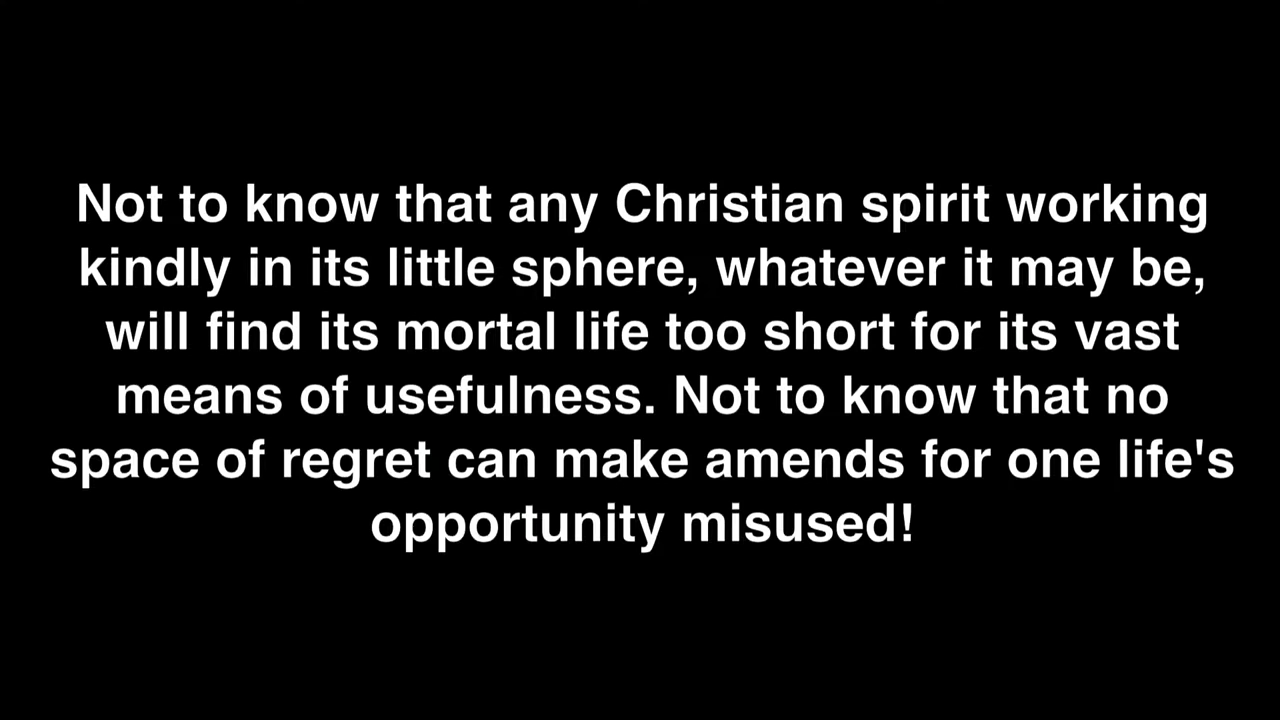 Not to know that any Christian spirit working
kindly in its little sphere, whatever it may be,
will find its mortal life too short for its vast
means of usefulness. Not to know that no
space of regret can make amends for one life's
opportunity misused!